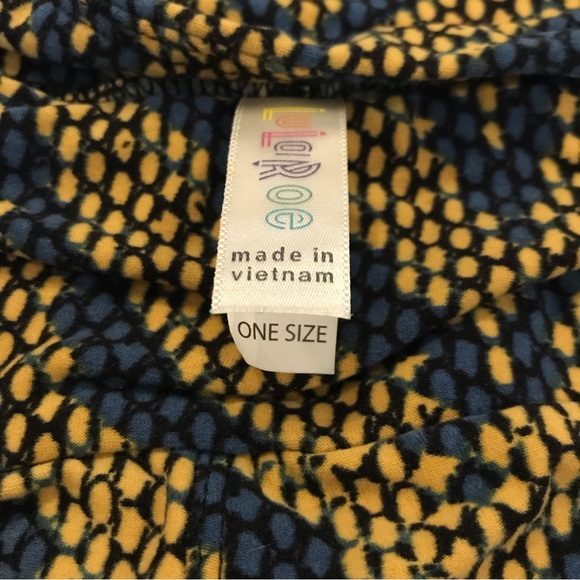 LuLaRoe
made in
vietnam
ONE SIZE